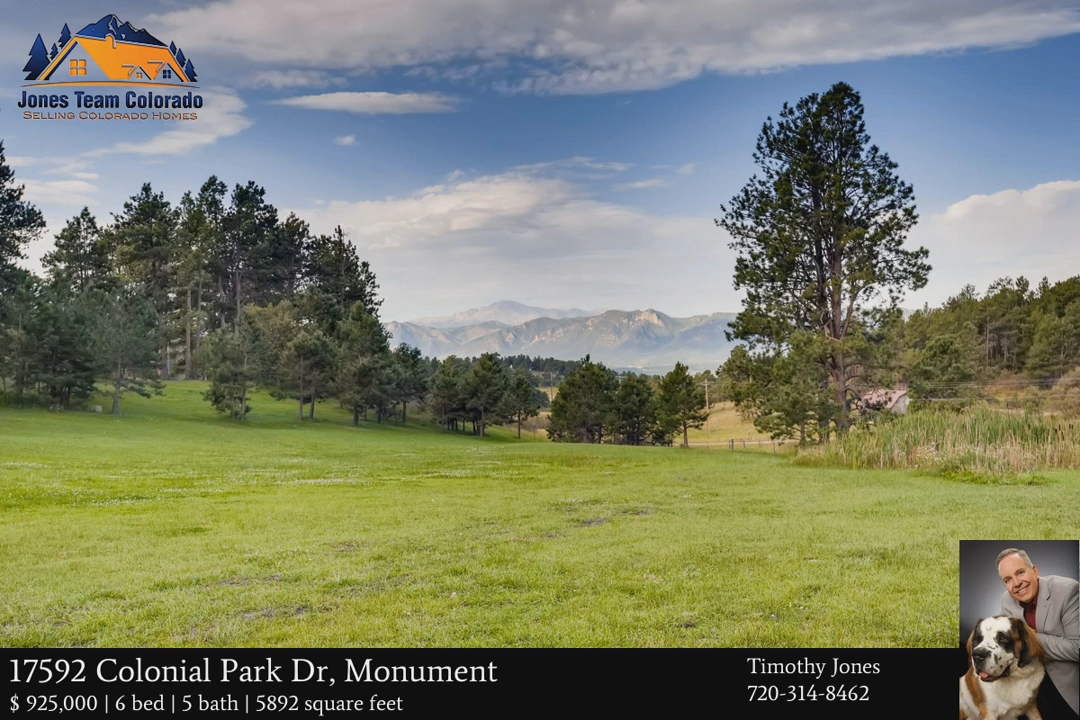 Jones Team Colorado
Selling Colorado Homes
17592 Colonial Park Dr, Monument
$ 925,000 | 6 bed | 5 bath | 5892 square feet
Timothy Jones
720-314-8462